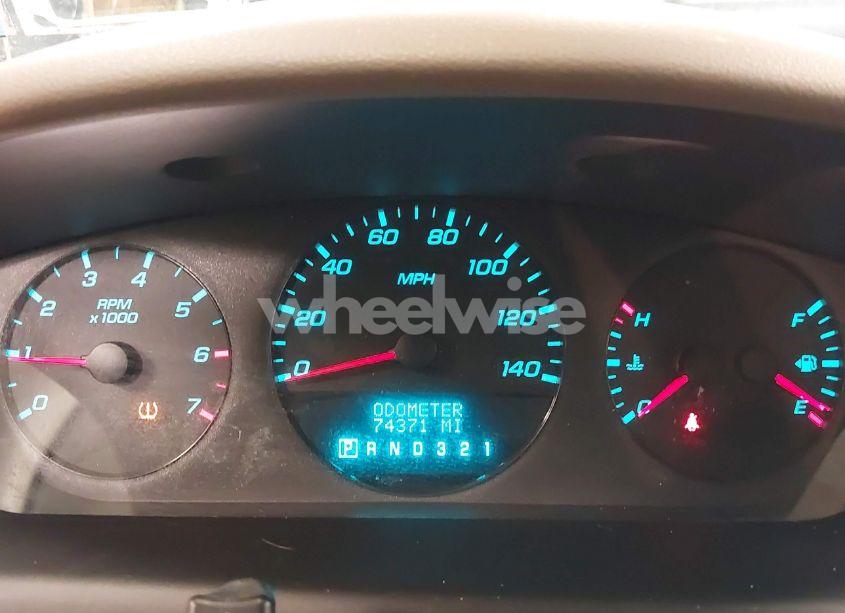 60 80
40 100
MPH
20 120
0 140
3 4
2 5
RPM
x1000
1 6
0 7
wheelwise
ODOMETER
74371 MI
P R N D 3 2 1
H F
C E